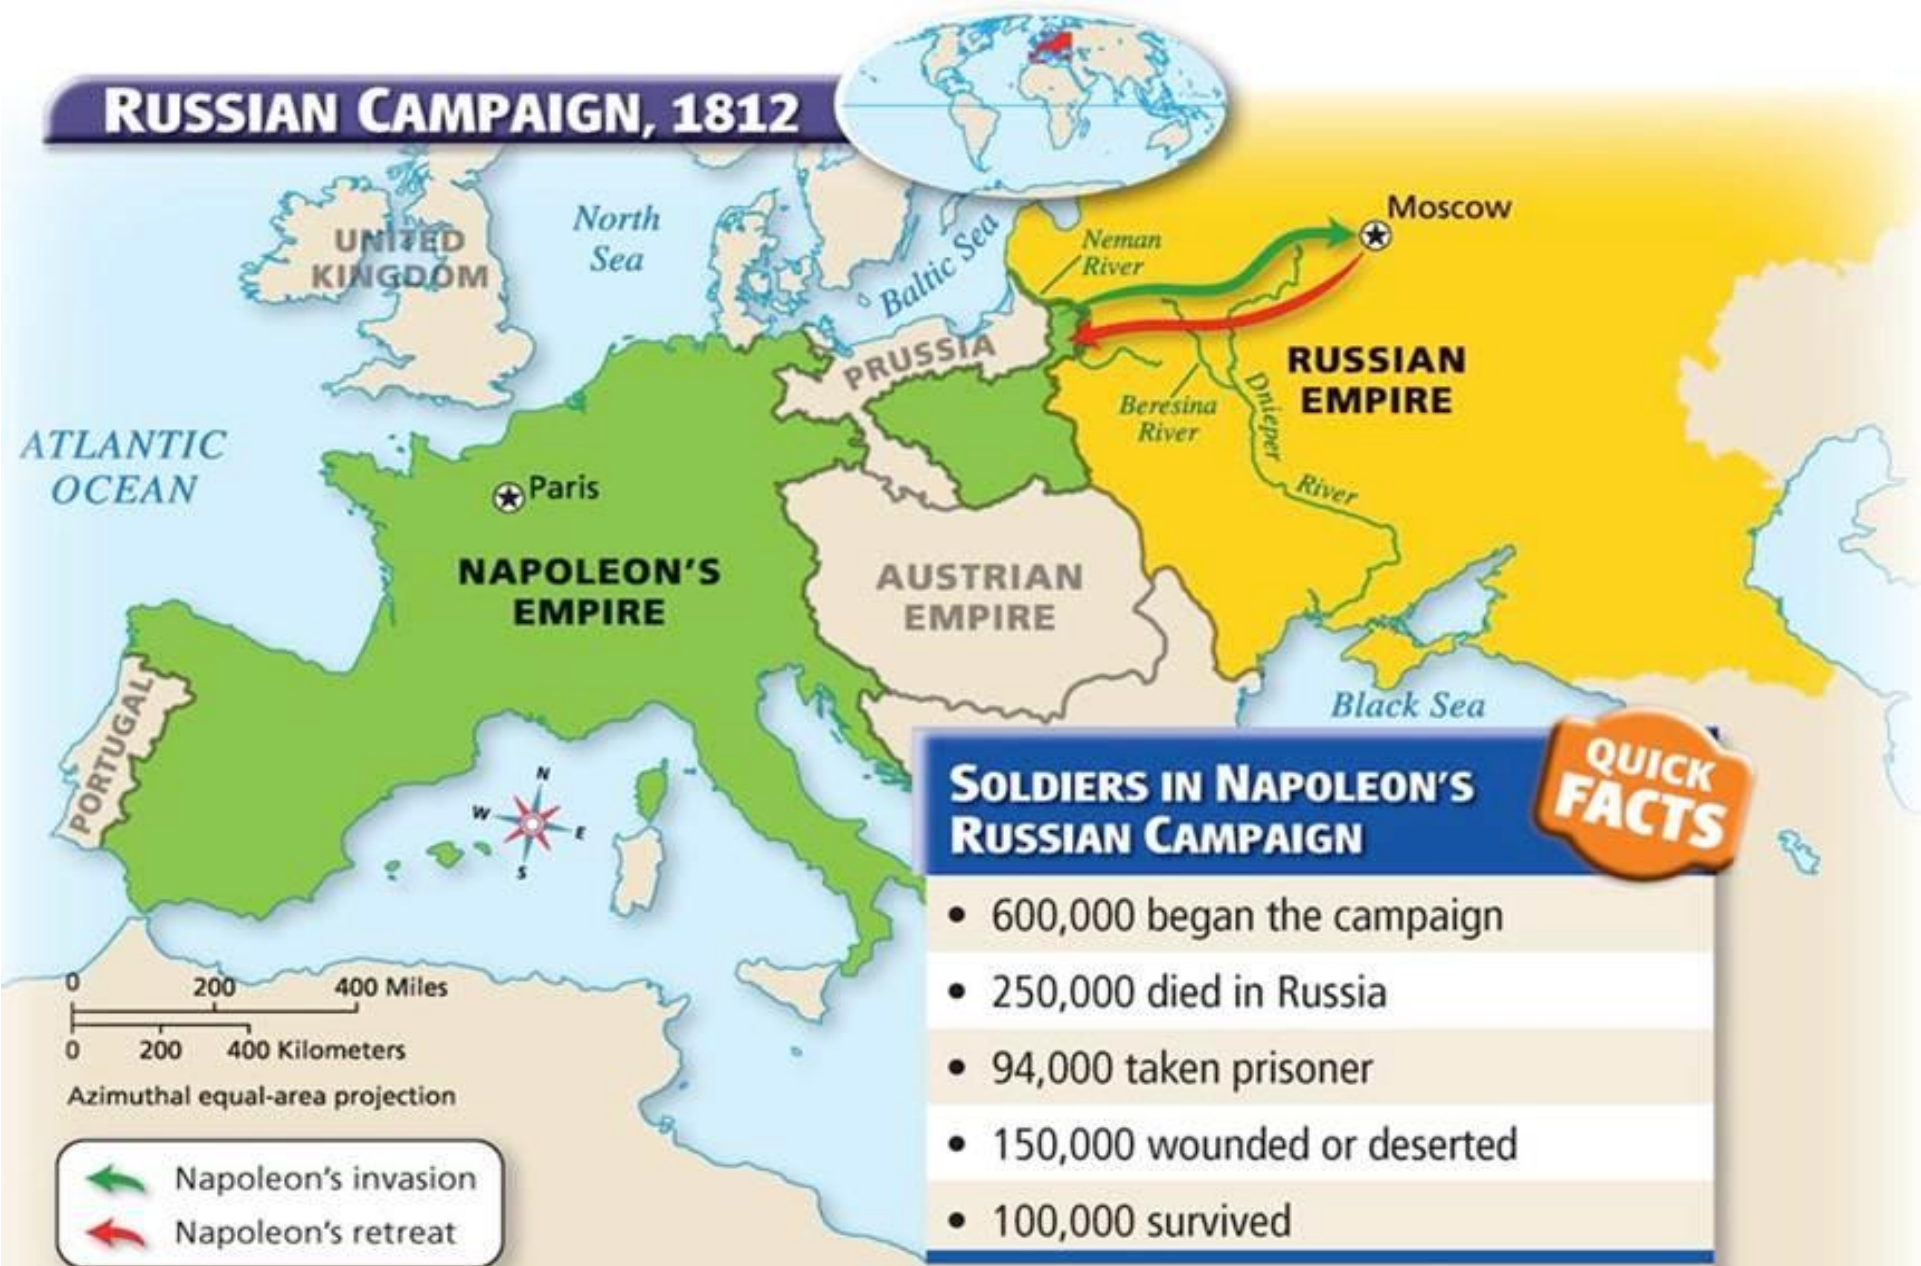 RUSSIAN CAMPAIGN, 1812
UNITED
KINGDOM
North
Sea
Baltic Sea
Neman
River
Moscow
PRUSSIA
RUSSIAN
EMPIRE
Beresina
River
Dnieper
River
ATLANTIC
OCEAN
Paris
NAPOLEON'S
EMPIRE
AUSTRIAN
EMPIRE
PORTUGAL
Black Sea
N
W
E
S
SOLDIERS IN NAPOLEON'S
RUSSIAN CAMPAIGN
QUICK
FACTS
• 600,000 began the campaign
• 250,000 died in Russia
• 94,000 taken prisoner
• 150,000 wounded or deserted
• 100,000 survived
0 200 400 Miles
0 200 400 Kilometers
Azimuthal equal-area projection
Napoleon's invasion
Napoleon's retreat